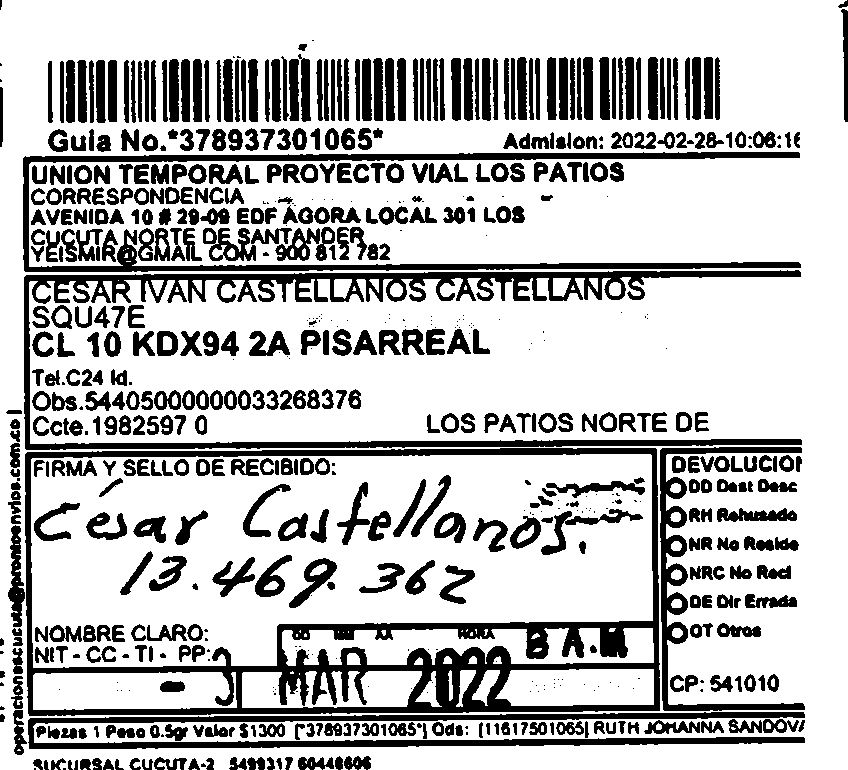 Guia No.*378937301065*
Admision: 2022-02-28-10:06:16
UNION TEMPORAL PROYECTO VIAL LOS PATIOS
CORRESPONDENCIA
AVENIDA 10 # 29-09 EDF AGORA LOCAL 301 LOS
CUCUTA NORTE DE SANTANDER
YEISMIR@GMAIL COM - 900 812 782
CESAR IVAN CASTELLANOS CASTELLANOS
SQU47E
CL 10 KDX94 2A PISARREAL
Tel.C24 Id.
Obs.544050000000033268376
Ccte.1982597 0
LOS PATIOS NORTE DE
operacionescucuta@prontoenvios.com.co |
FIRMA Y SELLO DE RECIBIDO:
César Castellanos.
13.469.362
NOMBRE CLARO:
NIT - CC - TI - PP:
DD MM AA HORA
8 A.M
- 3 MAR 2022
DEVOLUCION
DD Dest Desc
RH Rehusado
NR No Reside
NRC No Recl
DE Dir Errada
OT Otros
CP: 541010
Piezas 1 Peso 0.5gr Valor $1300 [*378937301065*] Ods: [11617501065] RUTH JOHANNA SANDOVA
SUCURSAL CUCUTA-2 5499317 60448606